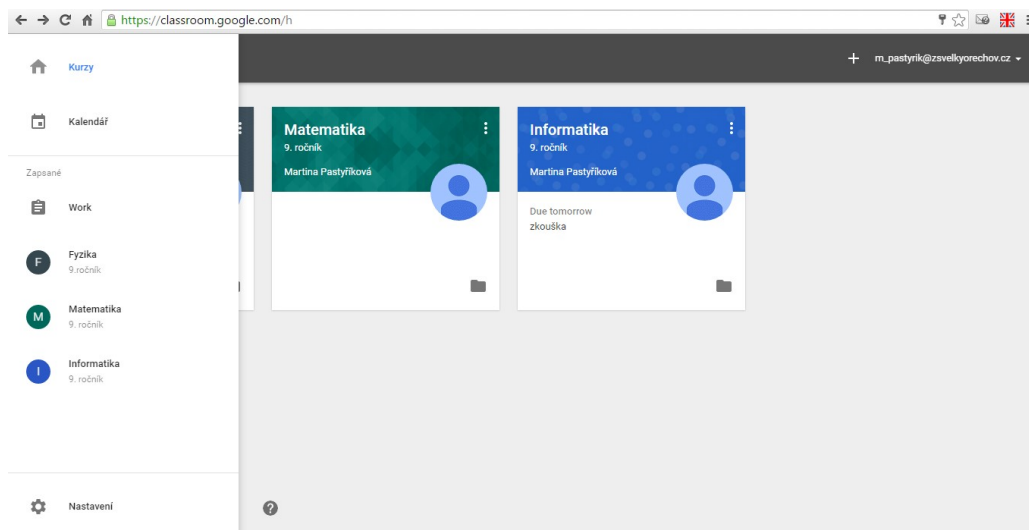 https://classroom.google.com/h
m_pastyrik@zsvelkyorechov.cz
Kurzy
Kalendář
Zapsané
Work
F
Fyzika
9.ročník
M
Matematika
9. ročník
I
Informatika
9. ročník
Nastavení
Matematika
9. ročník
Martina Pastyříková
Informatika
9. ročník
Martina Pastyříková
Due tomorrow
zkouška